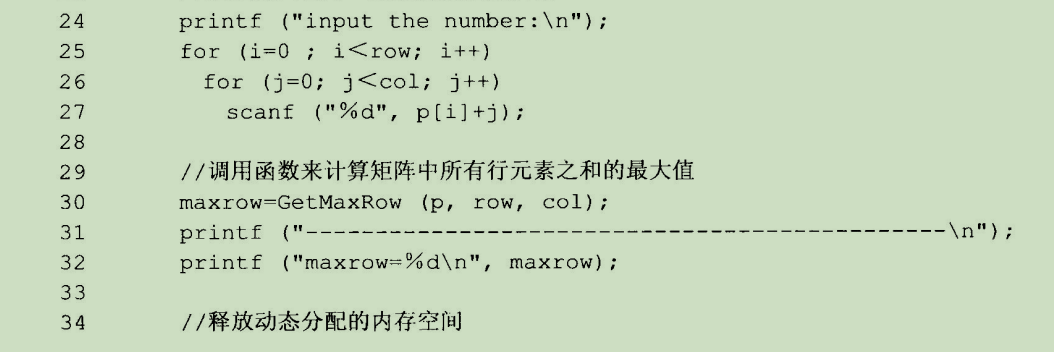 24 printf ("input the number:\n");
25 for (i=0 ; i<row; i++)
26 for (j=0; j<col; j++)
27 scanf ("%d", p[i]+j);
28
29 //调用函数来计算矩阵中所有行元素之和的最大值
30 maxrow=GetMaxRow (p, row, col);
31 printf ("----------------------------------------------\n");
32 printf ("maxrow=%d\n", maxrow);
33
34 //释放动态分配的内存空间